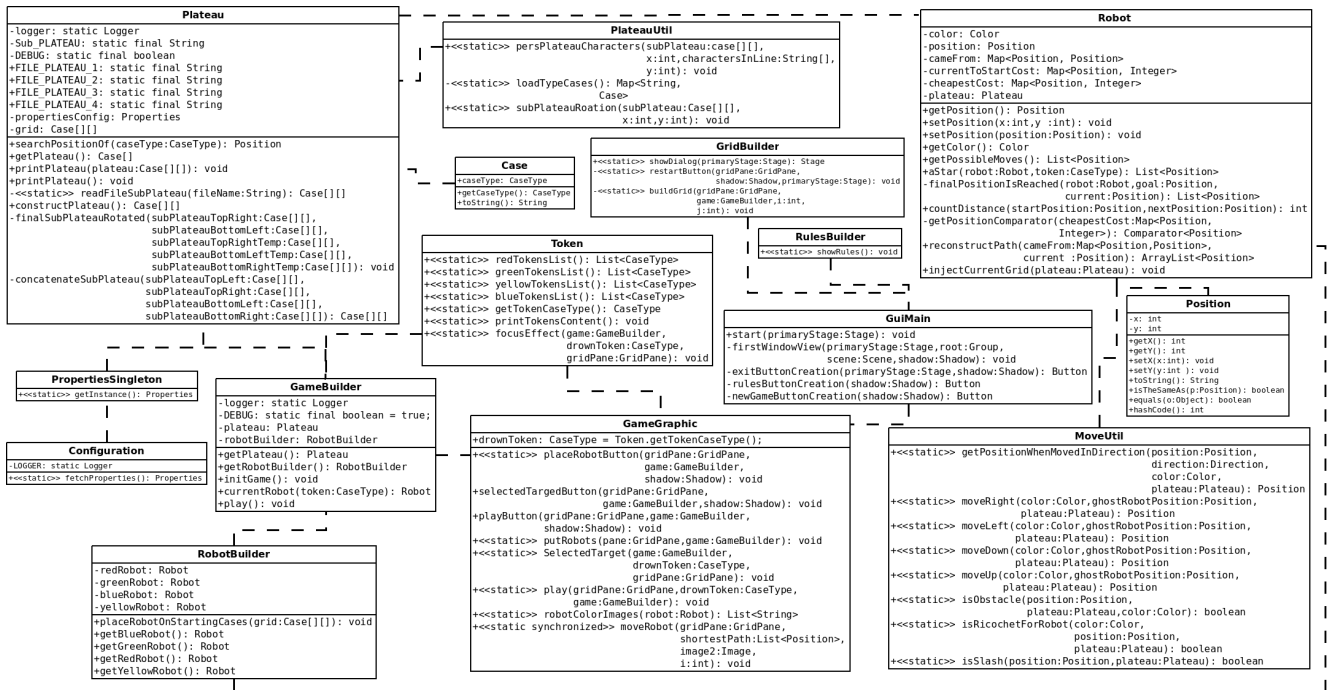 Plateau
-logger: static Logger
-Sub_PLATEAU: static final String
-DEBUG: static final boolean
+FILE_PLATEAU_1: static final String
+FILE_PLATEAU_2: static final String
+FILE_PLATEAU_3: static final String
+FILE_PLATEAU_4: static final String
-propertiesConfig: Properties
-grid: Case[][]
+searchPositionOf(caseType:CaseType): Position
+getPlateau(): Case[]
+printPlateau(plateau:Case[][]): void
+printPlateau(): void
-<<static>> readFileSubPlateau(fileName:String): Case[][]
+constructPlateau(): Case[]
-finalSubPlateauRotated(subPlateauTopRight:Case[][],
subPlateauBottomLeft:Case[][],
subPlateauTopRightTemp:Case[][],
subPlateauBottomLeftTemp:Case[][],
subPlateauBottomRightTemp:Case[][]): void
-concatenateSubPlateau(subPlateauTopLeft:Case[][],
subPlateauTopRight:Case[][],
subPlateauBottomLeft:Case[][],
subPlateauBottomRight:Case[][]): Case[][]
PlateauUtil
+<<static>> persPlateauCharacters(subPlateau:case[][],
x:int,charactersInLine:String[],
y:int): void
-<<static>> loadTypeCases(): Map<String,
Case>
+<<static>> subPlateauRoation(subPlateau:Case[][],
x:int,y:int): void
Robot
-color: Color
-position: Position
-cameFrom: Map<Position, Position>
-currentToStartCost: Map<Position, Integer>
-cheapestCost: Map<Position, Integer>
-plateau: Plateau
+getPosition(): Position
+setPosition(x:int,y :int): void
+setPosition(position:Position): void
+getColor(): Color
+getPossibleMoves(): List<Position>
+aStar(robot:Robot,token:CaseType): List<Position>
-finalPositionIsReached(robot:Robot,goal:Position,
current:Position): List<Position>
+countDistance(startPosition:Position,nextPosition:Position): int
-getPositionComparator(cheapestCost:Map<Position,
Integer>): Comparator<Position>
+reconstructPath(cameFrom:Map<Position,Position>,
current :Position): ArrayList<Position>
+injectCurrentGrid(plateau:Plateau): void
Case
+caseType: CaseType
+getCaseType(): CaseType
+toString(): String
GridBuilder
+<<static>> showDialog(primaryStage:Stage): Stage
-<<static>> restartButton(gridPane:GridPane,
shadow:Shadow,primaryStage:Stage): void
-<<static>> buildGrid(gridPane:GridPane,
game:GameBuilder,i:int,
j:int): void
RulesBuilder
+<<static>> showRules(): void
Token
+<<static>> redTokensList(): List<CaseType>
+<<static>> greenTokensList(): List<CaseType>
+<<static>> yellowTokensList(): List<CaseType>
+<<static>> blueTokensList(): List<CaseType>
+<<static>> getTokenCaseType(): CaseType
+<<static>> printTokensContent(): void
+<<static>> focusEffect(game:GameBuilder,
drownToken:CaseType,
gridPane:GridPane): void
GuiMain
+start(primaryStage:Stage): void
-firstWindowView(primaryStage:Stage,root:Group,
scene:Scene,shadow:Shadow): void
-exitButtonCreation(primaryStage:Stage,shadow:Shadow): Button
-rulesButtonCreation(shadow:Shadow): Button
-newGameButtonCreation(shadow:Shadow): Button
Position
-x: int
-y: int
+getX(): int
+getY(): int
+setX(x:int): void
+setY(y:int ): void
+toString(): String
+isTheSameAs(p:Position): boolean
+equals(o:Object): boolean
+hashCode(): int
PropertiesSingleton
+<<static>> getInstance(): Properties
Configuration
-LOGGER: static Logger
+<<static>> fetchProperties(): Properties
GameBuilder
-logger: static Logger
-DEBUG: static final boolean = true;
-plateau: Plateau
-robotBuilder: RobotBuilder
+getPlateau(): Plateau
+getRobotBuilder(): RobotBuilder
+initGame(): void
+currentRobot(token:CaseType): Robot
+play(): void
GameGraphic
+drownToken: CaseType = Token.getTokenCaseType();
+<<static>> placeRobotButton(gridPane:GridPane,
game:GameBuilder,
shadow:Shadow): void
+selectedTargedButton(gridPane:GridPane,
game:GameBuilder,shadow:Shadow): void
+playButton(gridPane:GridPane,game:GameBuilder,
shadow:Shadow): void
+<<static>> putRobots(pane:GridPane,game:GameBuilder): void
+<<static>> SelectedTarget(game:GameBuilder,
drownToken:CaseType,
gridPane:GridPane): void
+<<static>> play(gridPane:GridPane,drownToken:CaseType,
game:GameBuilder): void
+<<static>> robotColorImages(robot:Robot): List<String>
+<<static synchronized>> moveRobot(gridPane:GridPane,
shortestPath:List<Position>,
image2:Image,
i:int): void
MoveUtil
+<<static>> getPositionWhenMovedInDirection(position:Position,
direction:Direction,
color:Color,
plateau:Plateau): Position
+<<static>> moveRight(color:Color,ghostRobotPosition:Position,
plateau:Plateau): Position
+<<static>> moveLeft(color:Color,ghostRobotPosition:Position,
plateau:Plateau): Position
+<<static>> moveDown(color:Color,ghostRobotPosition:Position,
plateau:Plateau): Position
+<<static>> moveUp(color:Color,ghostRobotPosition:Position,
plateau:Plateau): Position
+<<static>> isObstacle(position:Position,
plateau:Plateau,color:Color): boolean
+<<static>> isRicochetForRobot(color:Color,
position:Position,
plateau:Plateau): boolean
+<<static>> isSlash(position:Position,plateau:Plateau): boolean
RobotBuilder
-redRobot: Robot
-greenRobot: Robot
-blueRobot: Robot
-yellowRobot: Robot
+placeRobotOnStartingCases(grid:Case[][]): void
+getBlueRobot(): Robot
+getGreenRobot(): Robot
+getRedRobot(): Robot
+getYellowRobot(): Robot